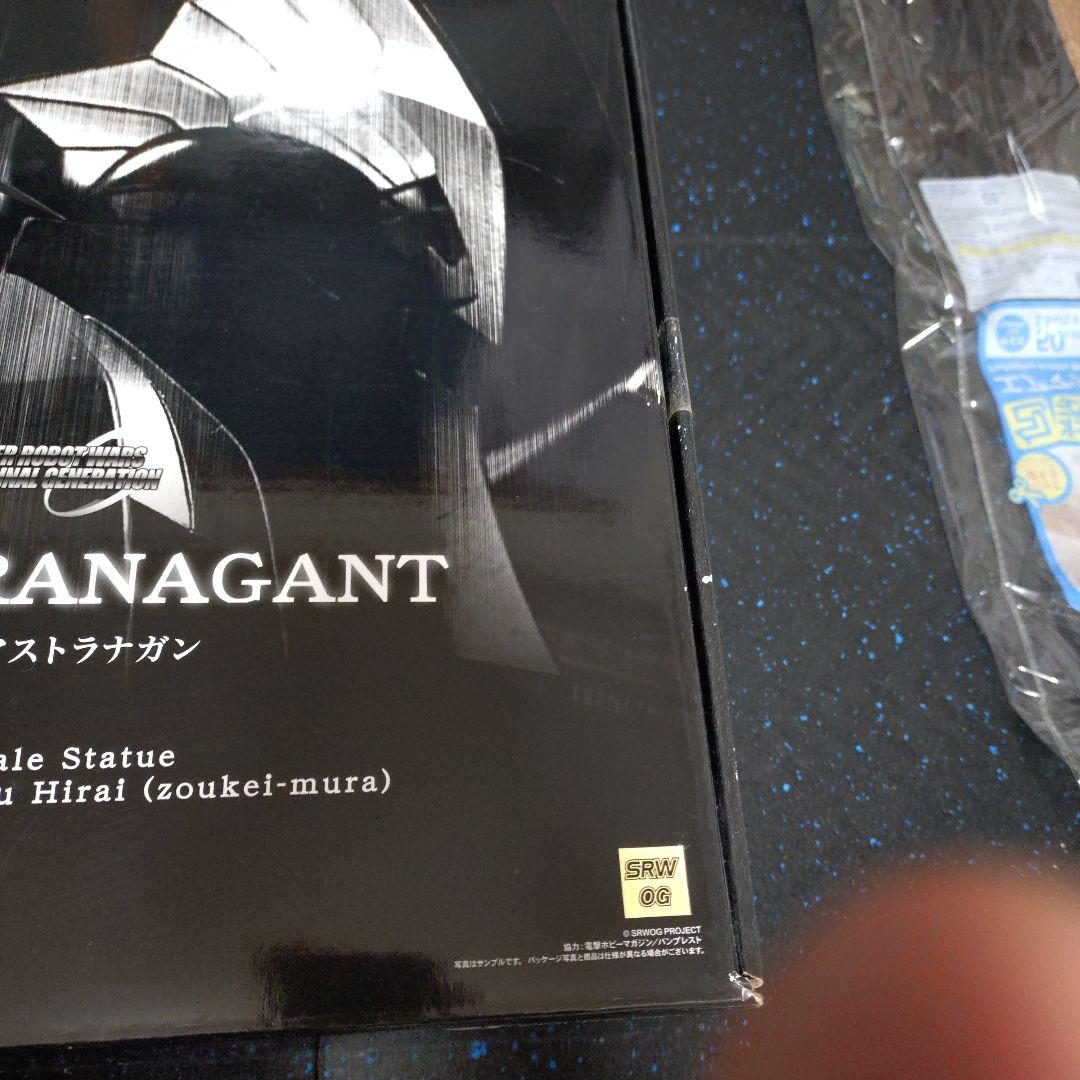 ER ROBOT WARS
INAL GENERATION
RANAGANT
アストラナガン
ale Statue
u Hirai (zoukei-mura)
SRW
OG
© SRWOG PROJECT
協力:電撃ホビーマガジン/バンプレスト
写真はサンプルです。パッケージ写真と商品は仕様が異なる場合がございます。